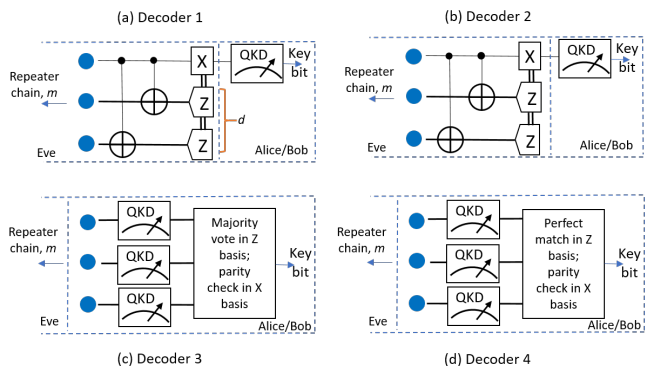 (a) Decoder 1
X
QKD
Key
bit
Repeater
chain, m
Z
d
Z
Eve
Alice/Bob
(b) Decoder 2
X
QKD
Key
bit
Repeater
chain, m
Z
Z
Eve
Alice/Bob
QKD
Repeater
chain, m
QKD
QKD
Majority
vote in Z
basis;
parity
check in X
basis
Key
bit
Eve
Alice/Bob
(c) Decoder 3
QKD
Repeater
chain, m
QKD
QKD
Perfect
match in Z
basis;
parity
check in X
basis
Key
bit
Eve
Alice/Bob
(d) Decoder 4